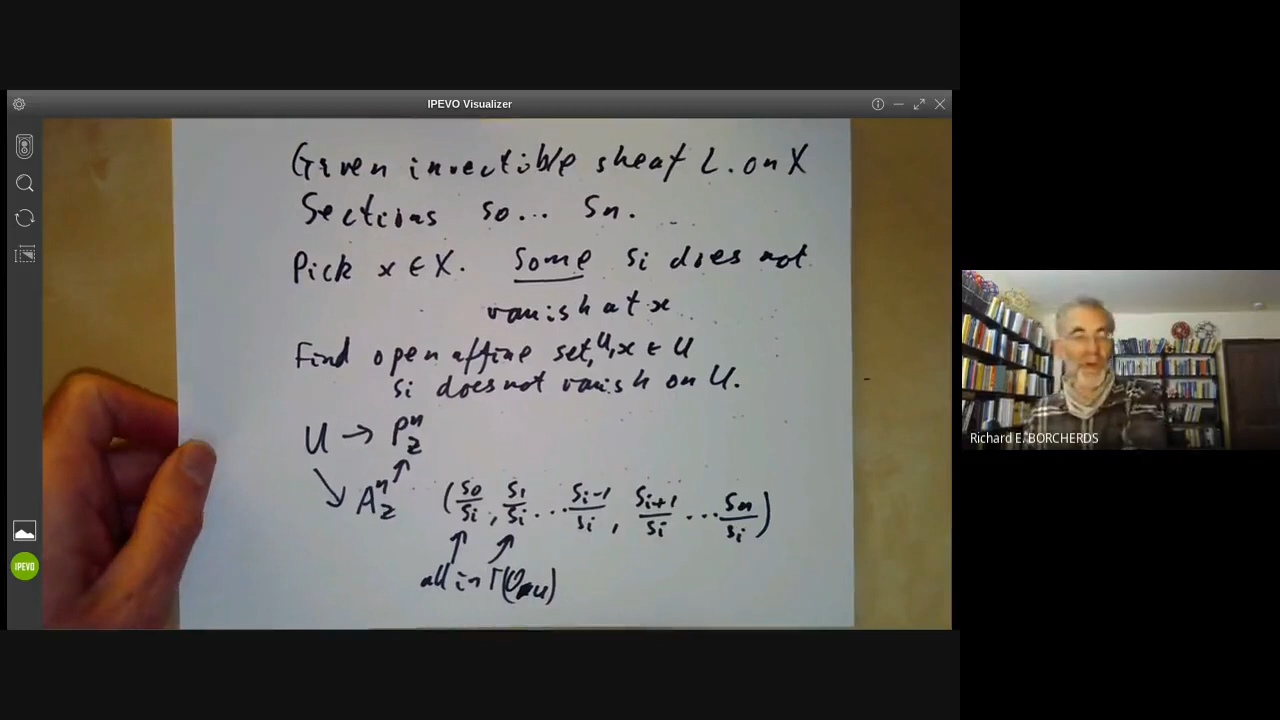 IPEVO Visualizer
Given invertible sheaf L. on X
Sections s0... Sn.
Pick x ∈ X. Some si does not
vanish at x
Find open affine set, U, x ∈ U
si does not vanish on U.
U → P^n_Z
A^n_Z (s0/si, s1/si ... si-1/si, si+1/si ... sn/si)
all in Γ(
IPEVO
Richard E. BORCHERDS